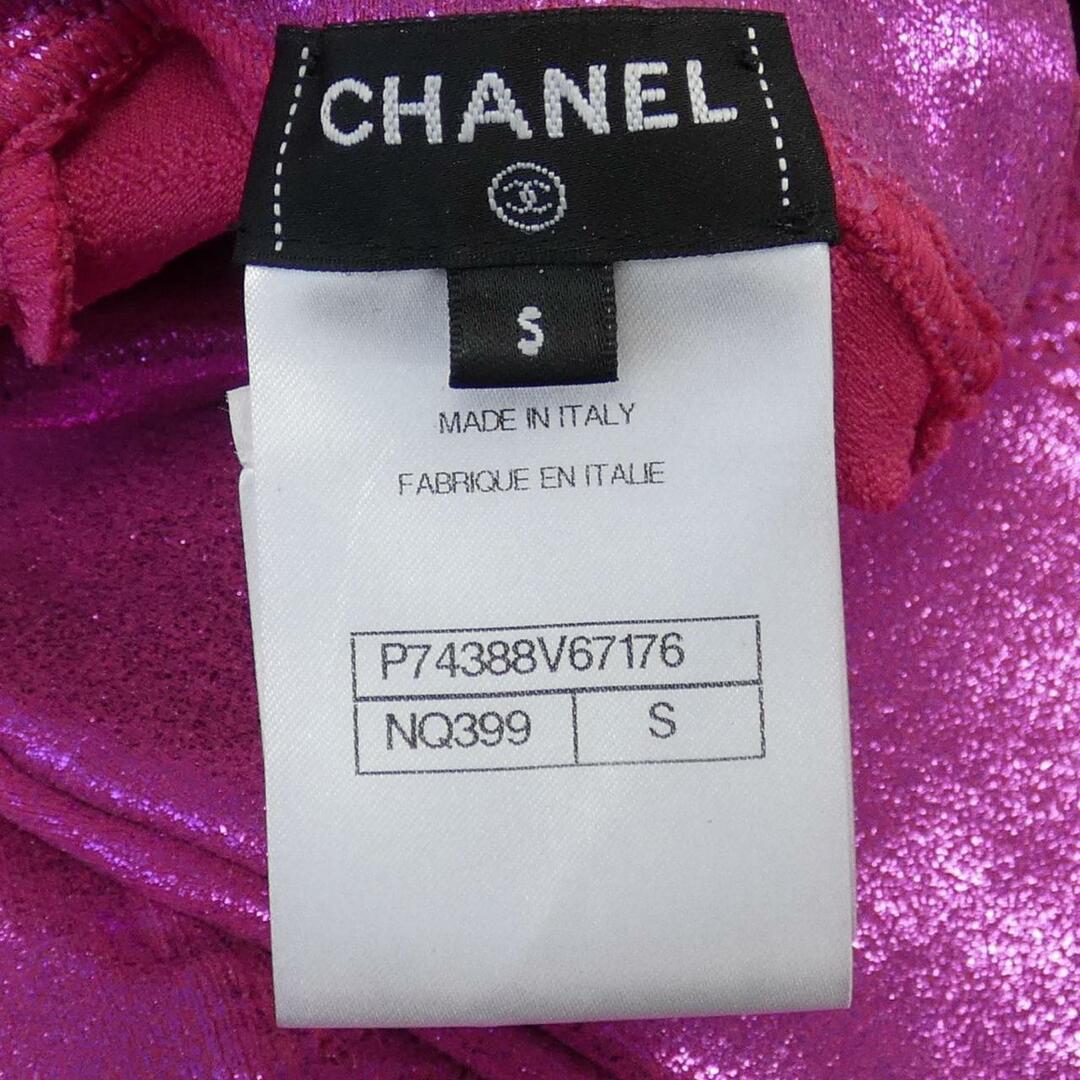 CHANEL
S
MADE IN ITALY
FABRIQUE EN ITALIE
P74388V67176
NQ399 S